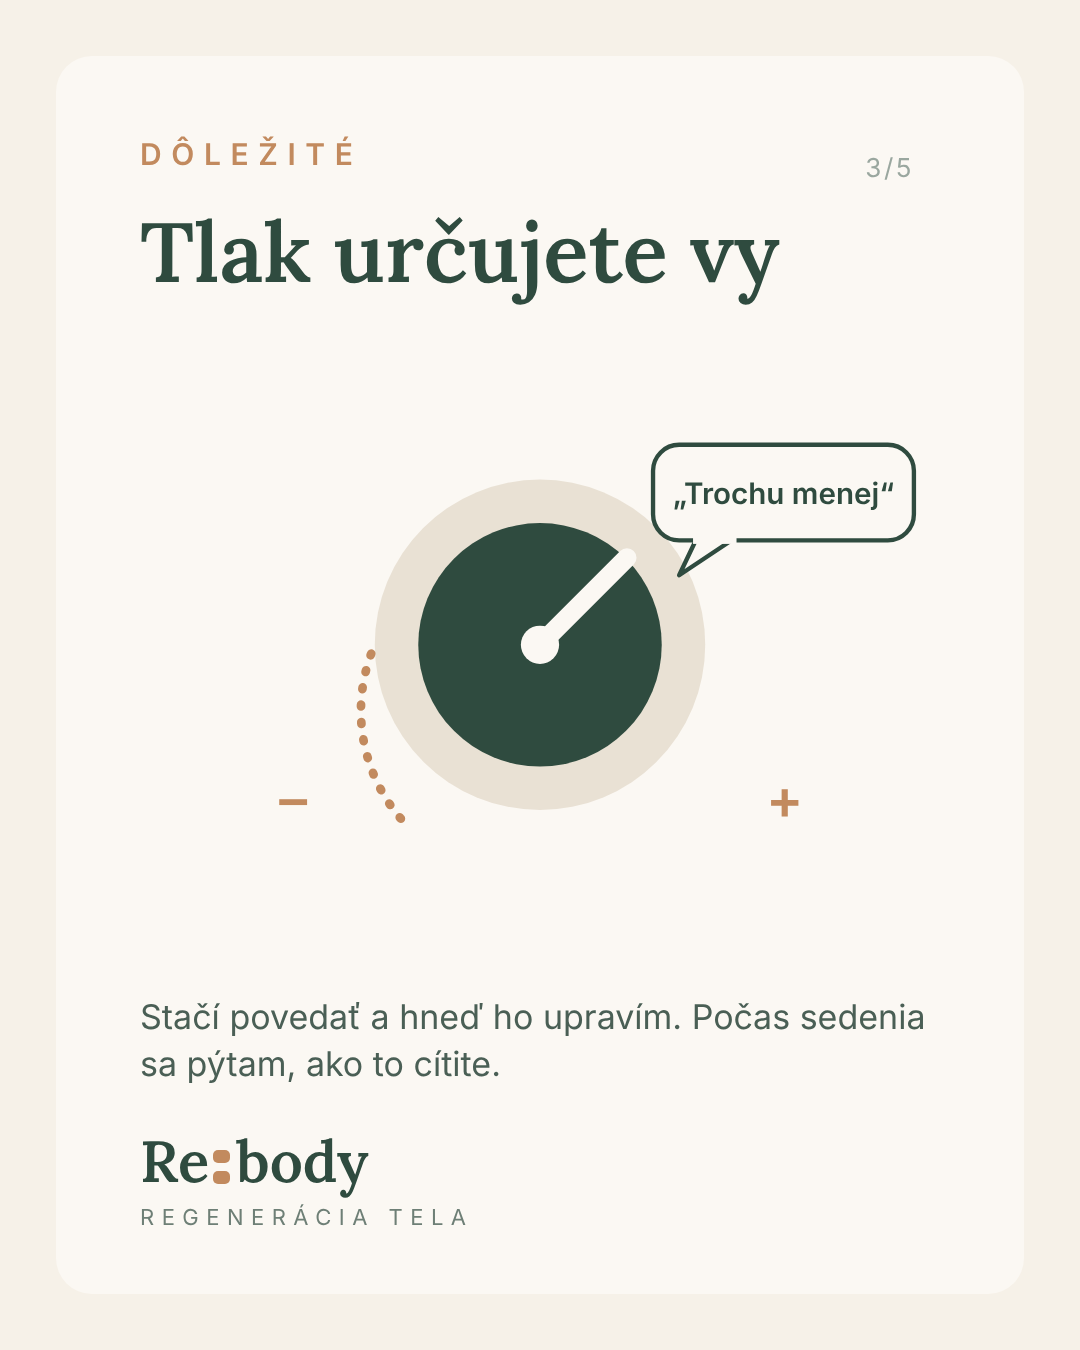 DÔLEŽITÉ
3/5
Tlak určujete vy
„Trochu menej“
− +
Stačí povedať a hneď ho upravím. Počas sedenia
sa pýtam, ako to cítite.
Re:body
REGENERÁCIA TELA